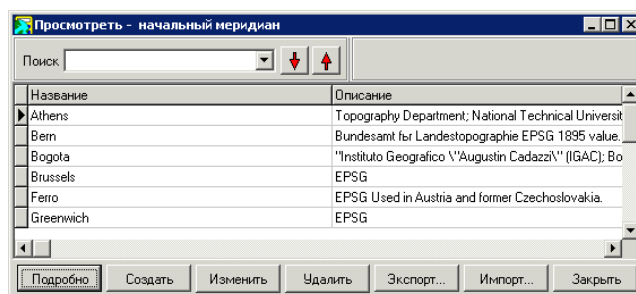 Просмотреть - начальный меридиан
Поиск
Название Описание
Athens Topography Department; National Technical Universit
Bern Bundesamt fьr Landestopographie EPSG 1895 value.
Bogota "Instituto Geografico \"Augustin Cadazzi\" (IGAC); Bo
Brussels EPSG
Ferro EPSG Used in Austria and former Czechoslovakia.
Greenwich EPSG
Подробно Создать Изменить Удалить Экспорт... Импорт... Закрыть